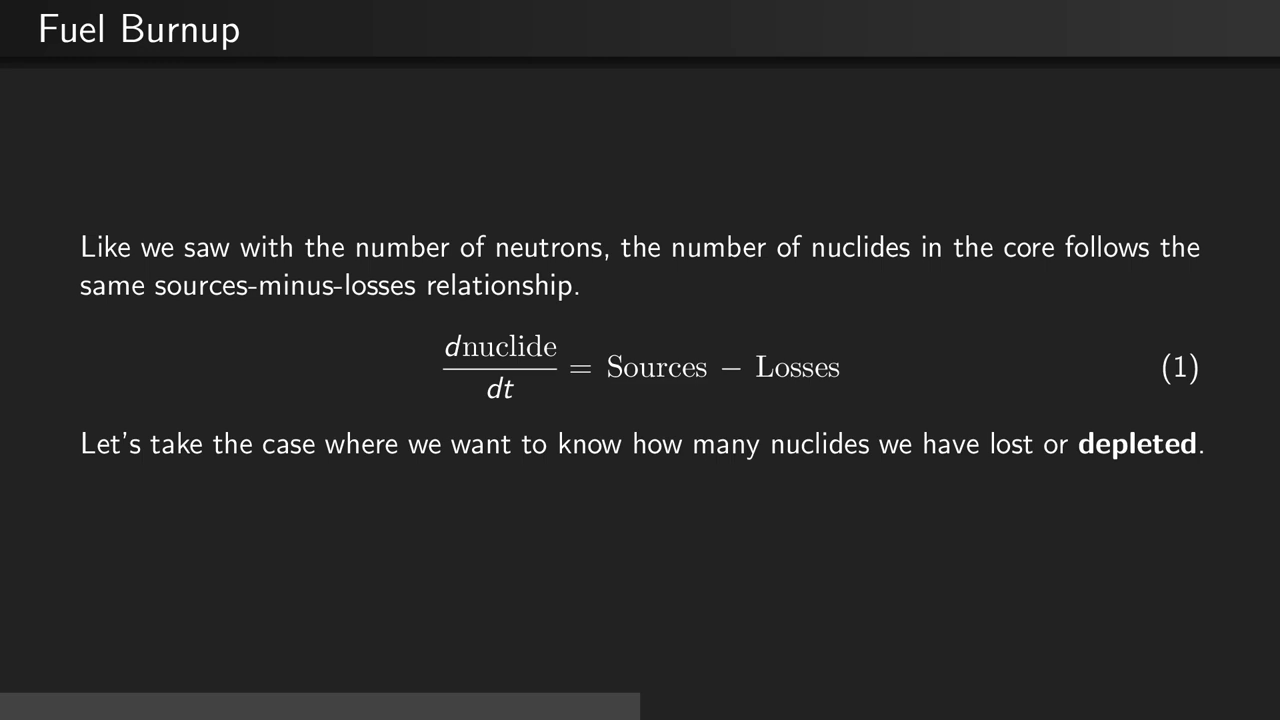 Fuel Burnup
Like we saw with the number of neutrons, the number of nuclides in the core follows the
same sources-minus-losses relationship.
dnuclide/dt = Sources − Losses (1)
Let's take the case where we want to know how many nuclides we have lost or depleted.